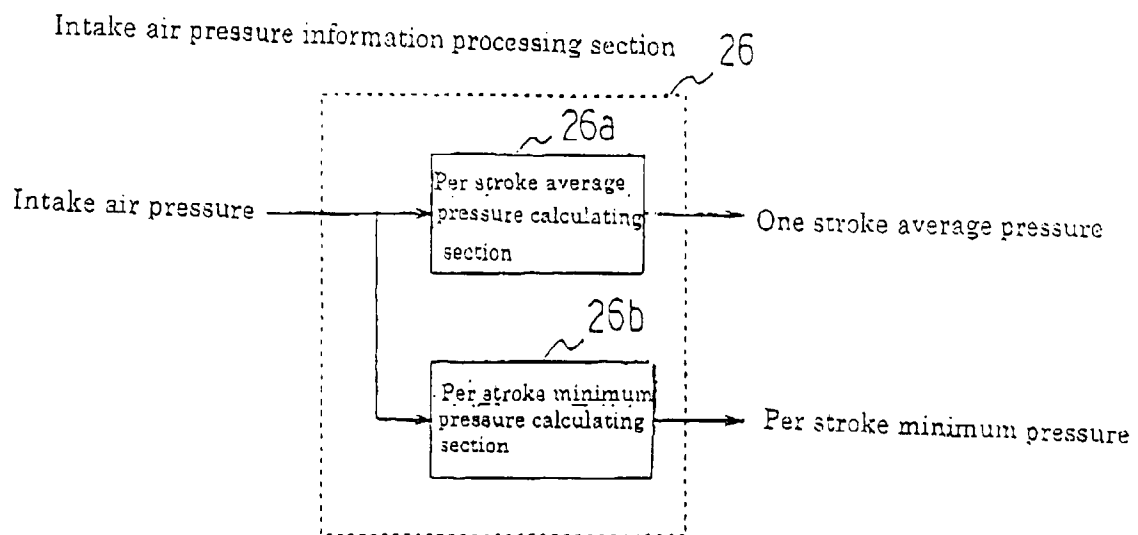 Intake air pressure information processing section
26
26a
Per stroke average
pressure calculating
section
Intake air pressure
One stroke average pressure
26b
Per stroke minimum
pressure calculating
section
Per stroke minimum pressure